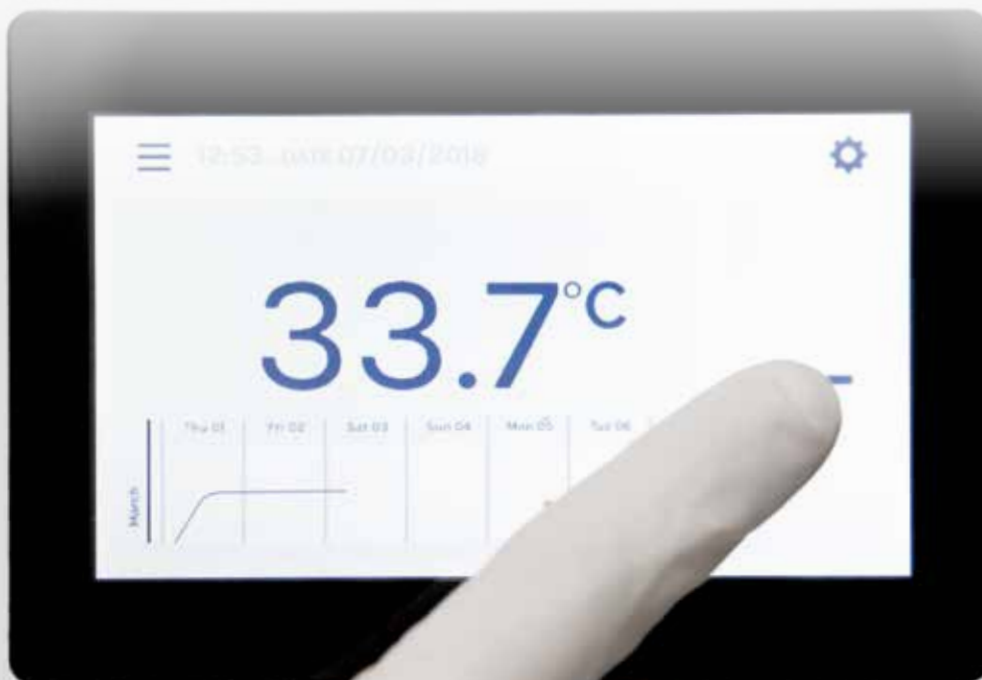 12:53 DATE 07/03/2018
33.7°C
Thu 01 Fri 02 Sat 03 Sun 04 Mon 05 Tue 06
March